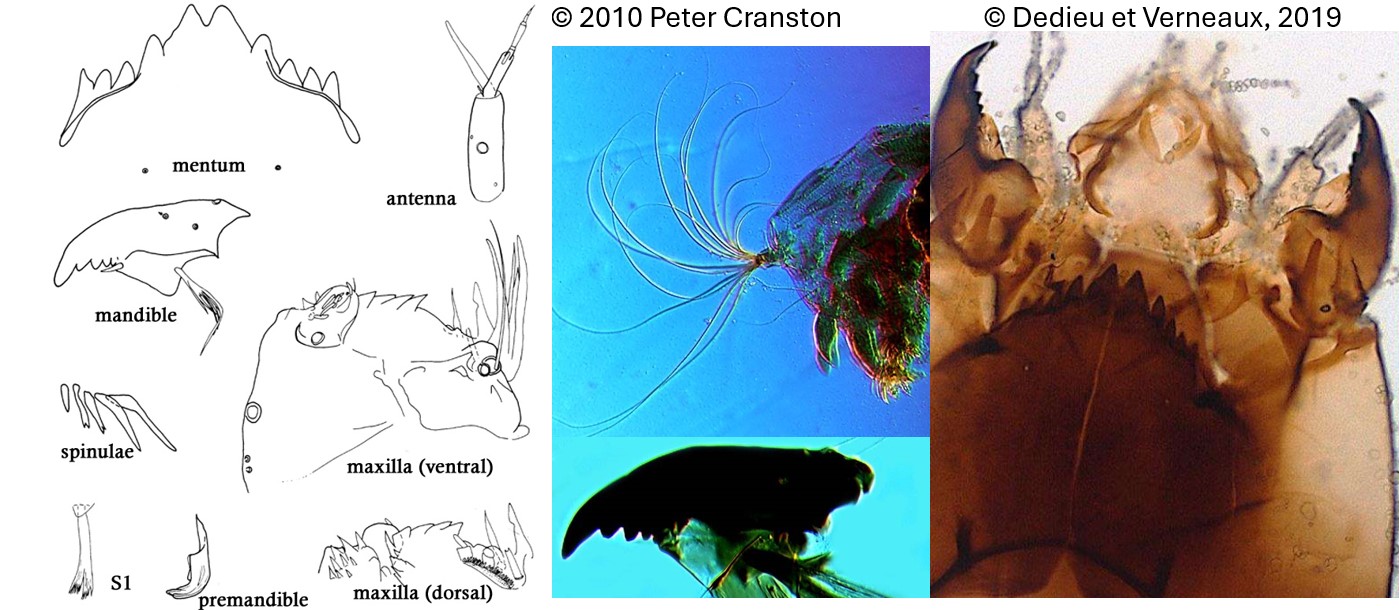 © 2010 Peter Cranston
© Dedieu et Verneaux, 2019
mentum
antenna
mandible
spinulae
maxilla (ventral)
S1
premandible
maxilla (dorsal)